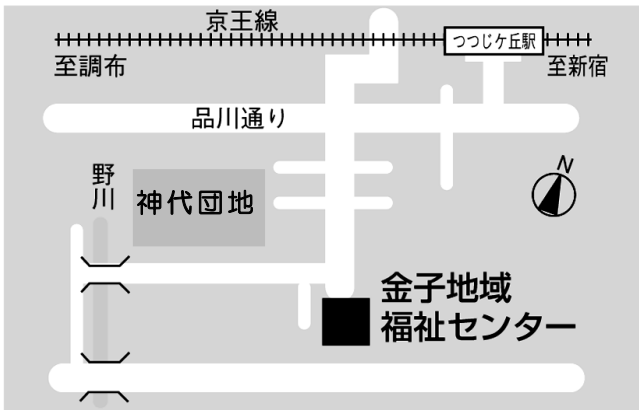 京王線
つつじケ丘駅
至調布
至新宿
品川通り
野川
神代団地
N
金子地域
福祉センター